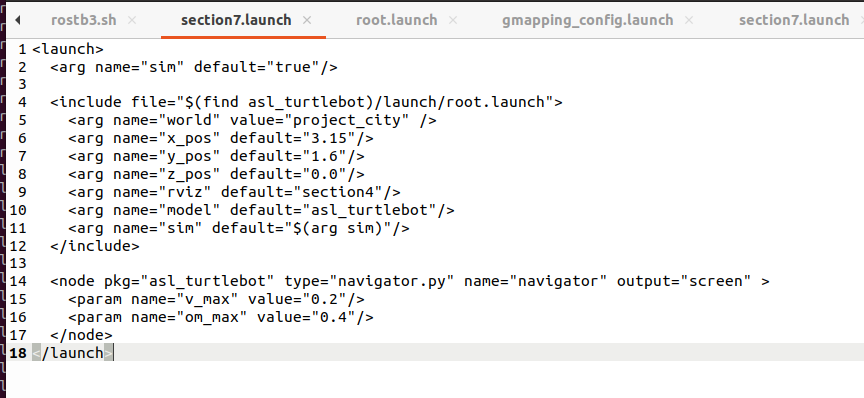 rostb3.sh × section7.launch × root.launch × gmapping_config.launch × section7.launch
1 <launch>
2   <arg name="sim" default="true"/>
3
4   <include file="$(find asl_turtlebot)/launch/root.launch">
5     <arg name="world" value="project_city" />
6     <arg name="x_pos" default="3.15"/>
7     <arg name="y_pos" default="1.6"/>
8     <arg name="z_pos" default="0.0"/>
9     <arg name="rviz" default="section4"/>
10     <arg name="model" default="asl_turtlebot"/>
11     <arg name="sim" default="$(arg sim)"/>
12   </include>
13
14   <node pkg="asl_turtlebot" type="navigator.py" name="navigator" output="screen" >
15     <param name="v_max" value="0.2"/>
16     <param name="om_max" value="0.4"/>
17   </node>
18 </launch>